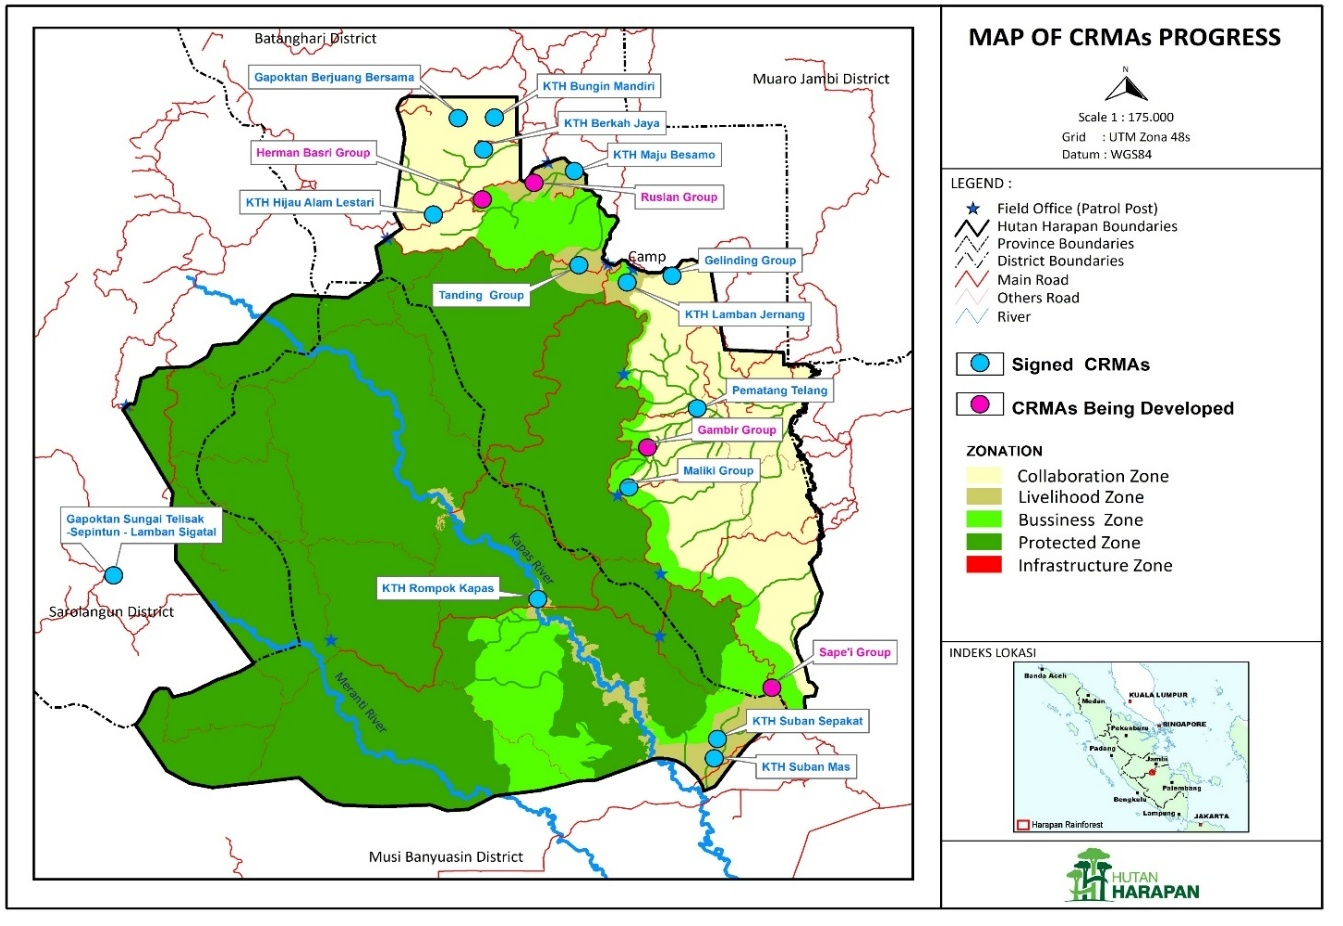 MAP OF CRMAs PROGRESS
N
Scale 1 : 175.000
Grid : UTM Zona 48s
Datum : WGS84
LEGEND :
Field Office (Patrol Post)
Hutan Harapan Boundaries
Province Boundaries
District Boundaries
Main Road
Others Road
River
Signed CRMAs
CRMAs Being Developed
ZONATION
Collaboration Zone
Livelihood Zone
Bussiness Zone
Protected Zone
Infrastructure Zone
INDEKS LOKASI
Banda Aceh
Medan
KUALA LUMPUR
SINGAPORE
Pakanbaru
Padang
Jambi
Palembang
Bengkulu
Lampung
JAKARTA
Harapan Rainforest
HUTAN
HARAPAN
Batanghari District
Muaro Jambi District
Gapoktan Berjuang Bersama
KTH Bungin Mandiri
KTH Berkah Jaya
Herman Basri Group
KTH Maju Besamo
Ruslan Group
KTH Hijau Alam Lestari
Camp
Gelinding Group
Tanding Group
KTH Lamban Jernang
Pematang Telang
Gambir Group
Maliki Group
Gapoktan Sungai Telisak
-Sepintun - Lamban Sigatal
Kapas River
KTH Rompok Kapas
Sarolangun District
Sape'i Group
Meranti River
KTH Suban Sepakat
KTH Suban Mas
Musi Banyuasin District